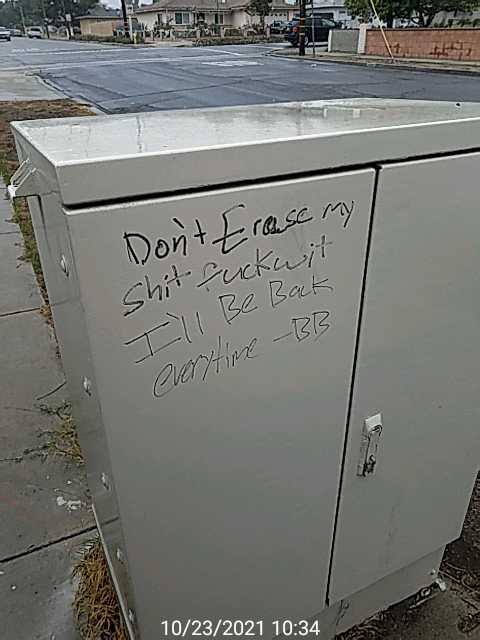 Don't Erase my
Shit fuckwit
I'll Be Back
everytime -BB
10/23/2021 10:34